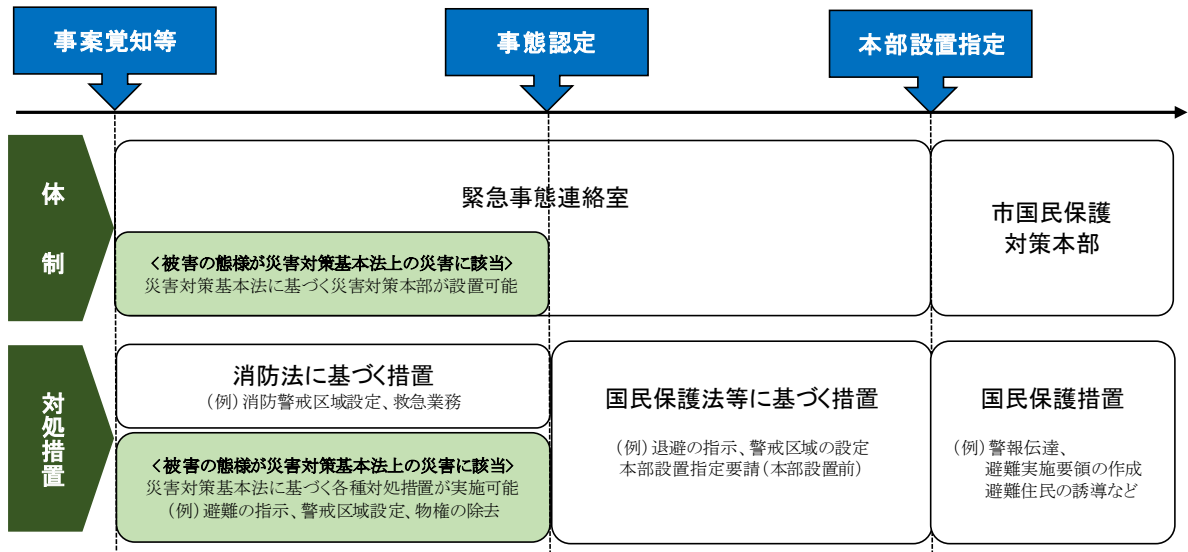 事案覚知等
事態認定
本部設置指定
体
制
緊急事態連絡室
<被害の態様が災害対策基本法上の災害に該当>
災害対策基本法に基づく災害対策本部が設置可能
市国民保護
対策本部
対処措置
消防法に基づく措置
(例)消防警戒区域設定、救急業務
<被害の態様が災害対策基本法上の災害に該当>
災害対策基本法に基づく各種対処措置が実施可能
(例)避難の指示、警戒区域設定、物権の除去
国民保護法等に基づく措置
(例)退避の指示、警戒区域の設定
本部設置指定要請(本部設置前)
国民保護措置
(例)警報伝達、
避難実施要領の作成
避難住民の誘導など